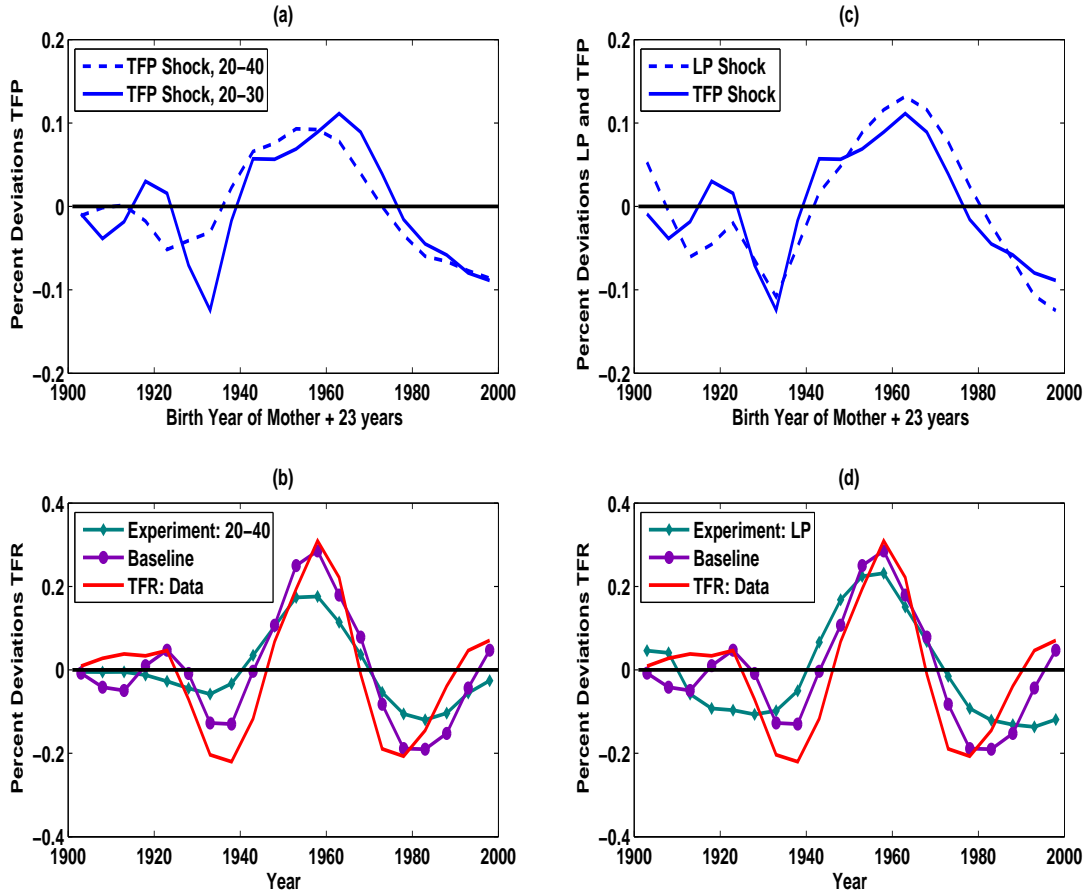 (a)
Percent Deviations TFP
TFP Shock, 20−40
TFP Shock, 20−30
0.2
0.1
0
−0.1
−0.2
1900
1920
1940
1960
1980
2000
Birth Year of Mother + 23 years
(c)
Percent Deviations LP and TFP
LP Shock
TFP Shock
0.2
0.1
0
−0.1
−0.2
1900
1920
1940
1960
1980
2000
Birth Year of Mother + 23 years
(b)
Percent Deviations TFR
Experiment: 20−40
Baseline
TFR: Data
0.4
0.2
0
−0.2
−0.4
1900
1920
1940
1960
1980
2000
Year
(d)
Percent Deviations TFR
Experiment: LP
Baseline
TFR: Data
0.4
0.2
0
−0.2
−0.4
1900
1920
1940
1960
1980
2000
Year